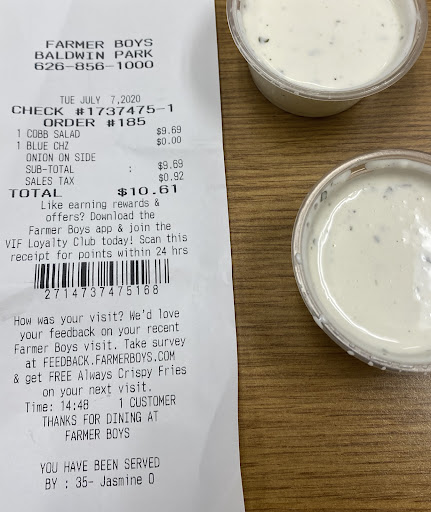 FARMER BOYS
BALDWIN PARK
626-856-1000
TUE JULY 7,2020
CHECK #1737475-1
ORDER #185
1 COBB SALAD $9.69
1 BLUE CHZ $0.00
ONION ON SIDE
SUB-TOTAL : $9.69
SALES TAX $0.92
TOTAL $10.61
Like earning rewards &
offers? Download the
Farmer Boys app & join the
VIF Loyalty Club today! Scan this
receipt for points within 24 hrs
2714737475168
How was your visit? We'd love
your feedback on your recent
Farmer Boys visit. Take survey
at FEEDBACK.FARMERBOYS.COM
& get FREE Always Crispy Fries
on your next visit.
Time: 14:48 1 CUSTOMER
THANKS FOR DINING AT
FARMER BOYS
YOU HAVE BEEN SERVED
BY : 35- Jasmine O